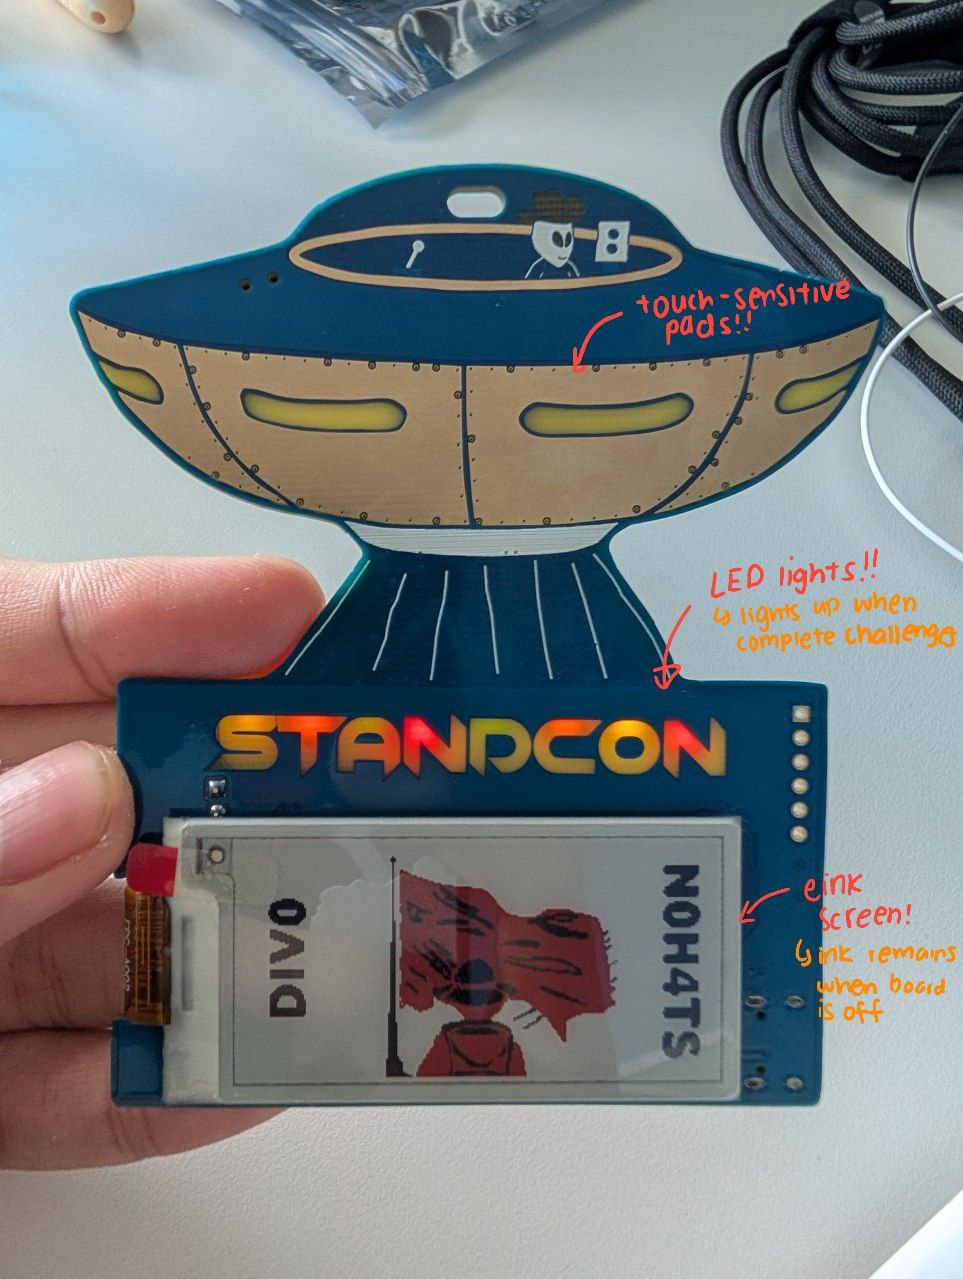 touch-sensitive
pads!!
LED lights!!
↳ lights up when
complete challenges
STANDCON
eink
screen!
↳ ink remains
when board
is off
DIV0
N0H4TS